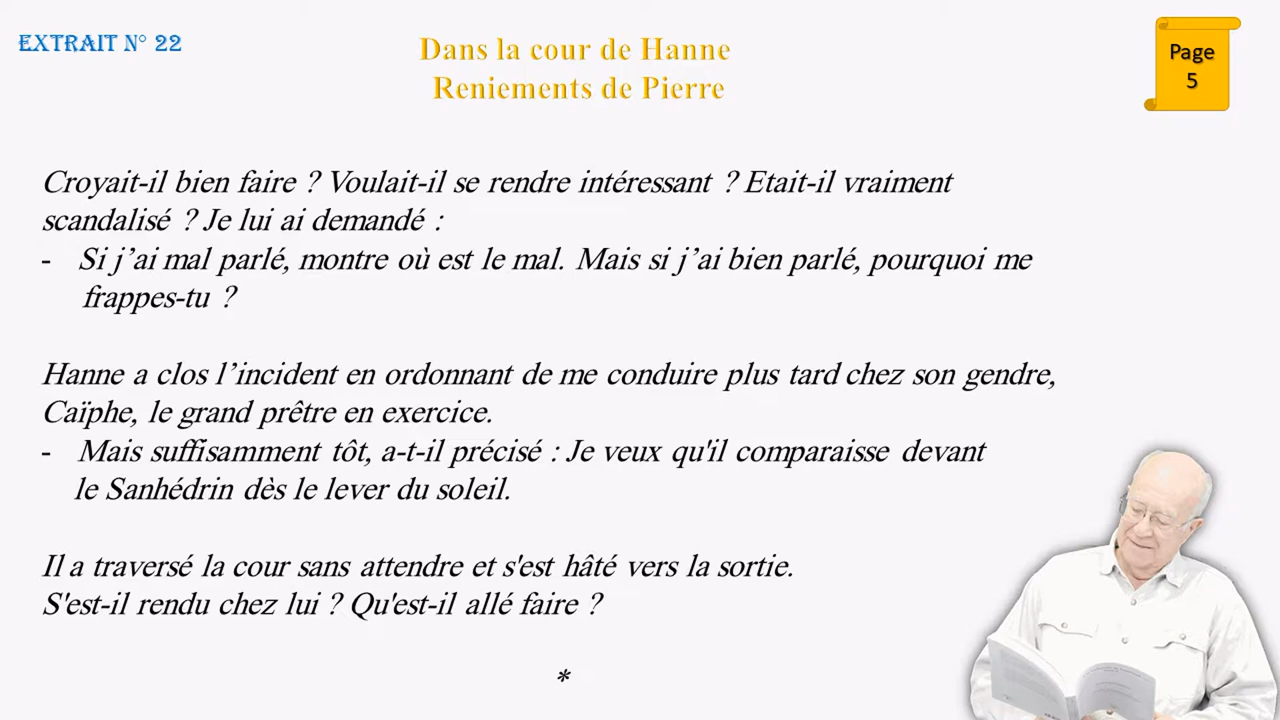 EXTRAIT N° 22
Dans la cour de Hanne
Reniements de Pierre
Page
5
Croyait-il bien faire ? Voulait-il se rendre intéressant ? Etait-il vraiment
scandalisé ? Je lui ai demandé :
- Si j’ai mal parlé, montre où est le mal. Mais si j’ai bien parlé, pourquoi me
frappes-tu ?
Hanne a clos l’incident en ordonnant de me conduire plus tard chez son gendre,
Caïphe, le grand prêtre en exercice.
- Mais suffisamment tôt, a-t-il précisé : Je veux qu'il comparaisse devant
le Sanhédrin dès le lever du soleil.
Il a traversé la cour sans attendre et s'est hâté vers la sortie.
S'est-il rendu chez lui ? Qu'est-il allé faire ?
*